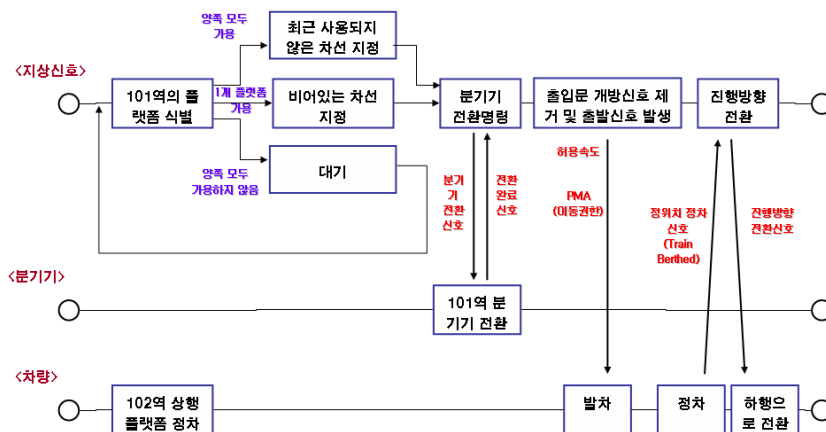 양쪽 모두
가용
최근 사용되지
않은 차선 지정
<지상신호>
101역의 플
랫폼 식별
1개 플랫폼
가용
비어있는 차선
지정
분기기
전환명령
출입문 개방신호 제
거 및 출발신호 발생
진행방향
전환
양쪽 모두
가용하지 않음
대기
분기
기
전환
신호
전환
완료
신호
허용속도
PMA
(이동권한)
정위치 정차
신호
(Train
Berthed)
진행방향
전환신호
<분기기>
101역 분
기기 전환
<차량>
102역 상행
플랫폼 정차
발차
정차
하행으
로 전환